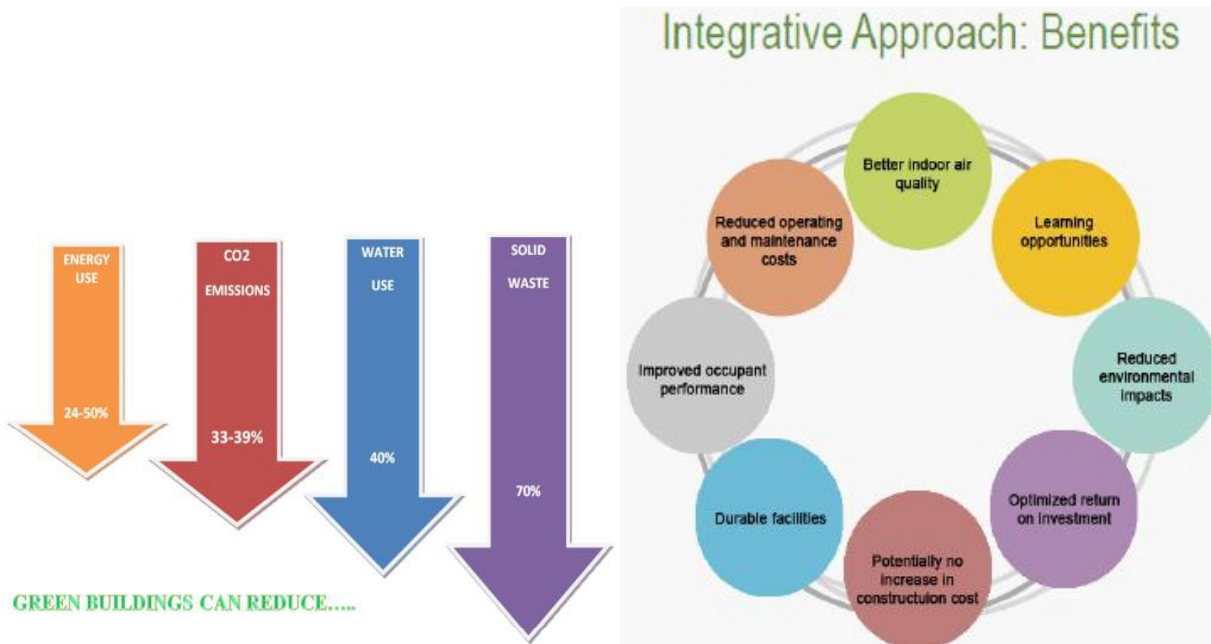 ENERGY
USE
24-50%
CO2
EMISSIONS
33-39%
WATER
USE
40%
SOLID
WASTE
70%
GREEN BUILDINGS CAN REDUCE.....
Integrative Approach: Benefits
Better indoor air
quality
Learning
opportunities
Reduced
environmental
impacts
Optimized return
on investment
Potentially no
increase in
constructuion cost
Durable facilities
Improved occupant
performance
Reduced operating
and maintenance
costs